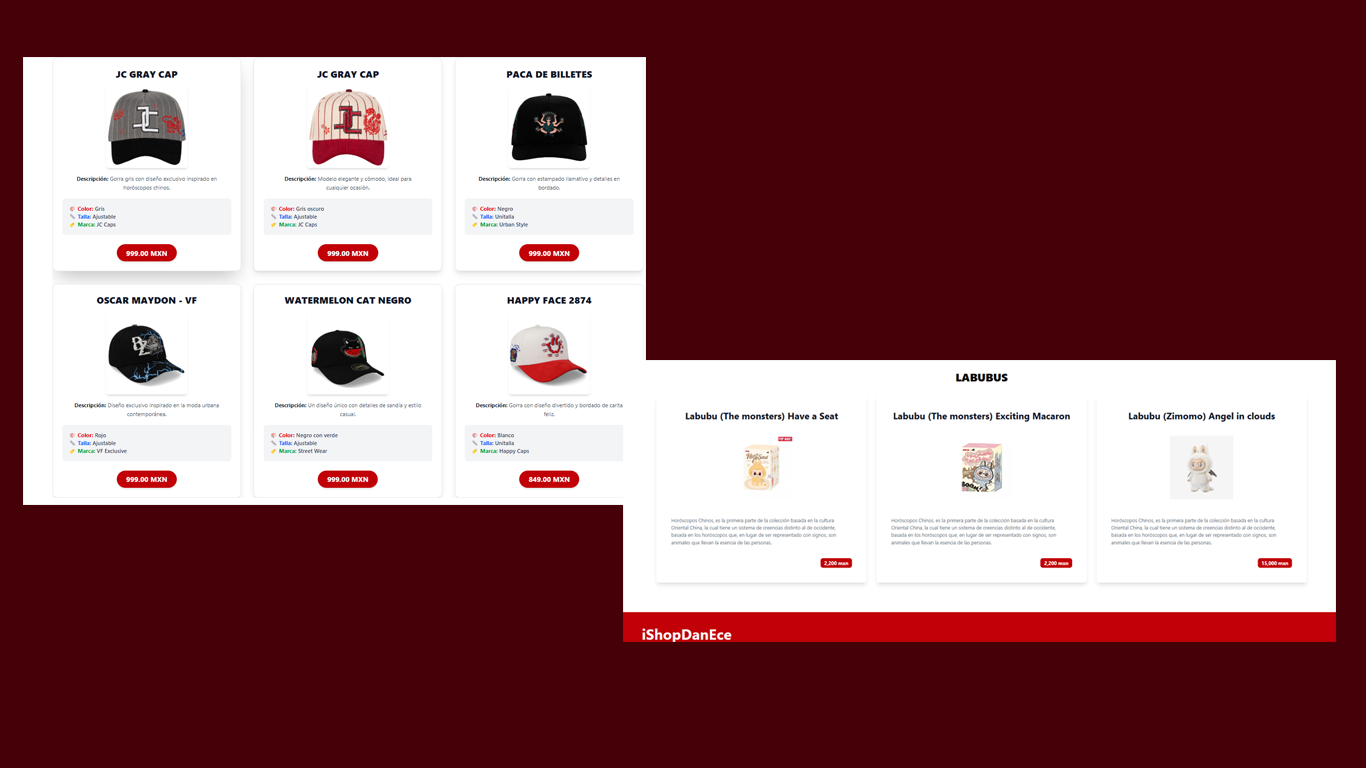 JC GRAY CAP
Descripción: Gorra gris con diseño exclusivo inspirado en
horóscopos chinos.
Color: Gris
Talla: Ajustable
Marca: JC Caps
999.00 MXN
JC GRAY CAP
Descripción: Modelo elegante y cómodo, ideal para
cualquier ocasión.
Color: Gris oscuro
Talla: Ajustable
Marca: JC Caps
999.00 MXN
PACA DE BILLETES
Descripción: Gorra con estampado llamativo y detalles en
bordado.
Color: Negro
Talla: Unitalla
Marca: Urban Style
999.00 MXN
OSCAR MAYDON - VF
Descripción: Diseño exclusivo inspirado en la moda urbana
contemporánea.
Color: Rojo
Talla: Ajustable
Marca: VF Exclusive
999.00 MXN
WATERMELON CAT NEGRO
Descripción: Un diseño único con detalles de sandía y estilo
casual.
Color: Negro con verde
Talla: Ajustable
Marca: Street Wear
999.00 MXN
HAPPY FACE 2874
Descripción: Gorra con diseño divertido y bordado de carita
feliz.
Color: Blanco
Talla: Unitalla
Marca: Happy Caps
849.00 MXN
LABUBUS
Labubu (The monsters) Have a Seat
Horóscopos Chinos, es la primera parte de la colección basada en la cultura
Oriental China, la cual tiene un sistema de creencias distinto al de occidente,
basada en los horóscopos que, en lugar de ser representado con signos, son
animales que llevan la esencia de las personas.
2,200 mxn
Labubu (The monsters) Exciting Macaron
Horóscopos Chinos, es la primera parte de la colección basada en la cultura
Oriental China, la cual tiene un sistema de creencias distinto al de occidente,
basada en los horóscopos que, en lugar de ser representado con signos, son
animales que llevan la esencia de las personas.
2,200 mxn
Labubu (Zimomo) Angel in clouds
Horóscopos Chinos, es la primera parte de la colección basada en la cultura
Oriental China, la cual tiene un sistema de creencias distinto al de occidente,
basada en los horóscopos que, en lugar de ser representado con signos, son
animales que llevan la esencia de las personas.
15,000 mxn
iShopDanEce